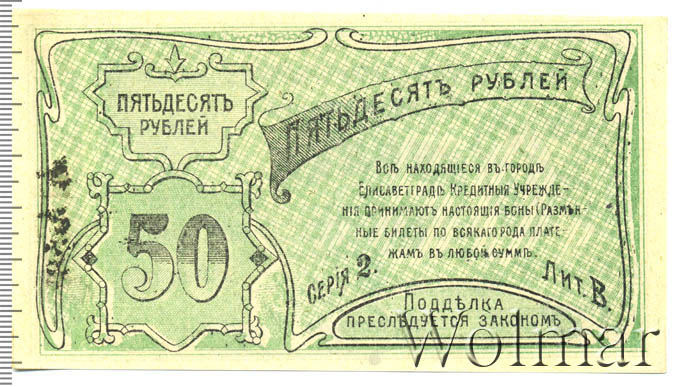 ПЯТЬДЕСЯТЪ
РУБЛЕЙ
ПЯТЬДЕСЯТЪ РУБЛЕЙ
50
Всѣ находящіеся въ городѣ
Елисаветградѣ Кредитныя Учрежде-
нія принимаютъ настоящія боны (Размѣн-
ные билеты по всякаго рода плате-
жамъ въ любой суммѣ.
СЕРІЯ 2.
Лит. В.
Поддѣлка
преслѣдуется закономъ
Wolmar